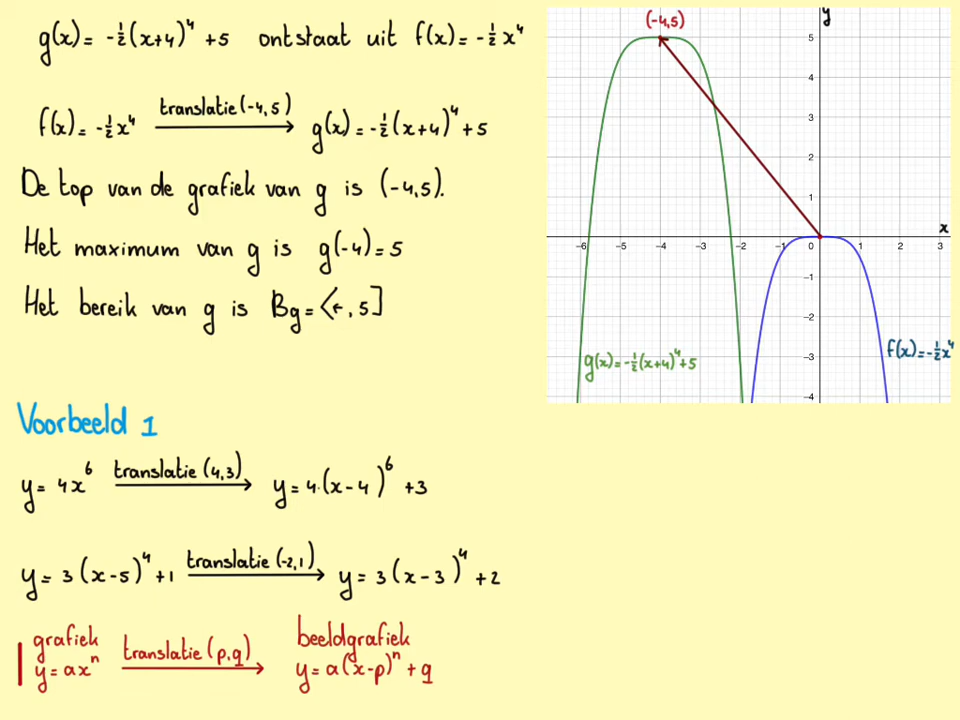 g(x) = -½(x+4)⁴ + 5 ontstaat uit f(x) = -½x⁴
f(x) = -½x⁴ translatie(-4,5) → g(x) = -½(x+4)⁴ + 5
De top van de grafiek van g is (-4,5).
Het maximum van g is g(-4) = 5
Het bereik van g is Bg = ⟨←, 5]
Voorbeeld 1
y = 4x⁶ translatie(4,3) → y = 4·(x-4)⁶ + 3
y = 3(x-5)⁴ + 1 translatie(-2,1) → y = 3(x-3)⁴ + 2
grafiek translatie(p,q) → beeldgrafiek
y = axⁿ y = a(x-p)ⁿ + q
(-4,5)
y
5
4
3
2
1
x
-6 -5 -4 -3 -2 -1 0 1 2 3
-1
-2
-3
-4
f(x) = -½x⁴
g(x) = -½(x+4)⁴ + 5